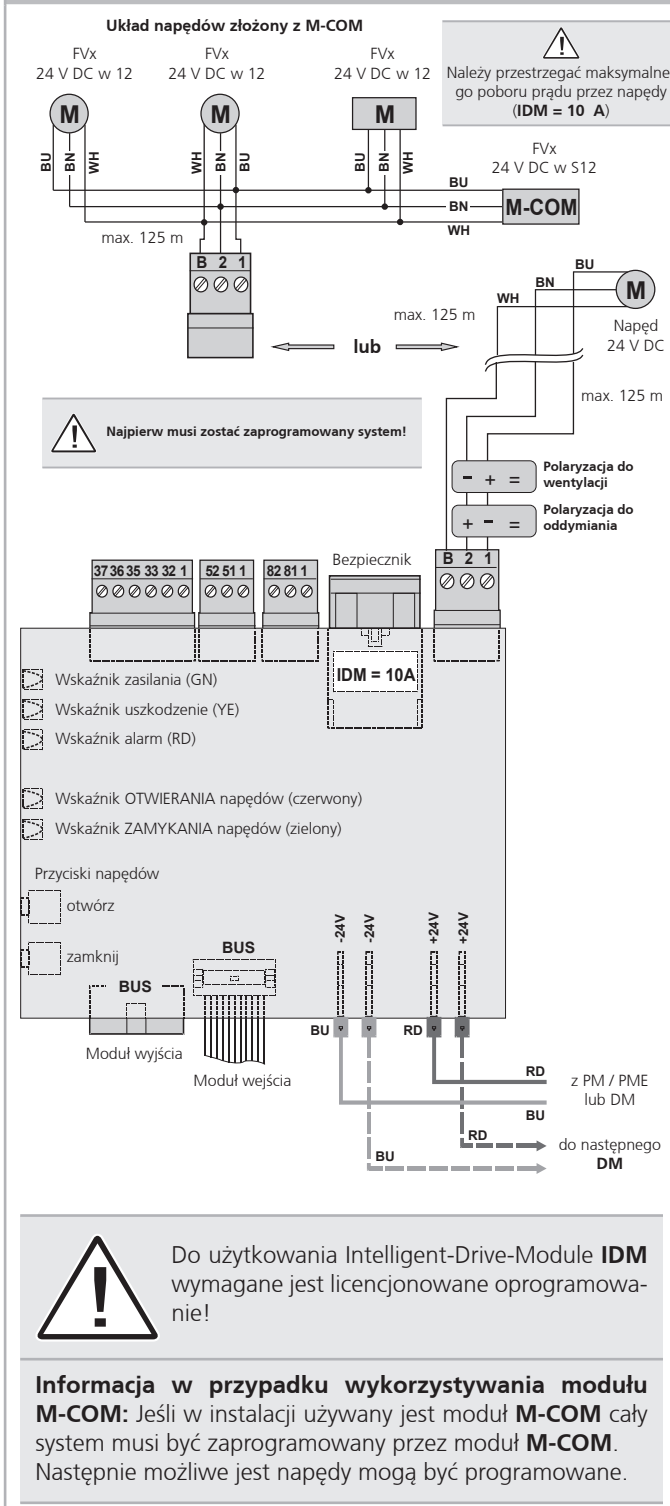 Układ napędów złożony z M-COM
FVx
24 V DC w 12
FVx
24 V DC w 12
FVx
24 V DC w 12
Należy przestrzegać maksymalne
go poboru prądu przez napędy
(IDM = 10 A)
M
M
M
BU
BN
WH
WH
BN
BU
BU
BN
WH
FVx
24 V DC w S12
BU
BN
WH
M-COM
max. 125 m
B 2 1
lub
max. 125 m
BU
BN
WH
M
Napęd
24 V DC
max. 125 m
Najpierw musi zostać zaprogramowany system!
- + =
Polaryzacja do
wentylacji
+ - =
Polaryzacja do
oddymiania
37 36 35 33 32 1
52 51 1
82 81 1
Bezpiecznik
B 2 1
IDM = 10A
Wskaźnik zasilania (GN)
Wskaźnik uszkodzenie (YE)
Wskaźnik alarm (RD)
Wskaźnik OTWIERANIA napędów (czerwony)
Wskaźnik ZAMYKANIA napędów (zielony)
Przyciski napędów
otwórz
zamknij
BUS
BUS
Moduł wyjścia
Moduł wejścia
-24V
-24V
+24V
+24V
BU
RD
RD
BU
z PM / PME
lub DM
RD
BU
do następnego
DM
Do użytkowania Intelligent-Drive-Module IDM
wymagane jest licencjonowane oprogramowa-
nie!
Informacja w przypadku wykorzystywania modułu
M-COM: Jeśli w instalacji używany jest moduł M-COM cały
system musi być zaprogramowany przez moduł M-COM.
Następnie możliwe jest napędy mogą być programowane.